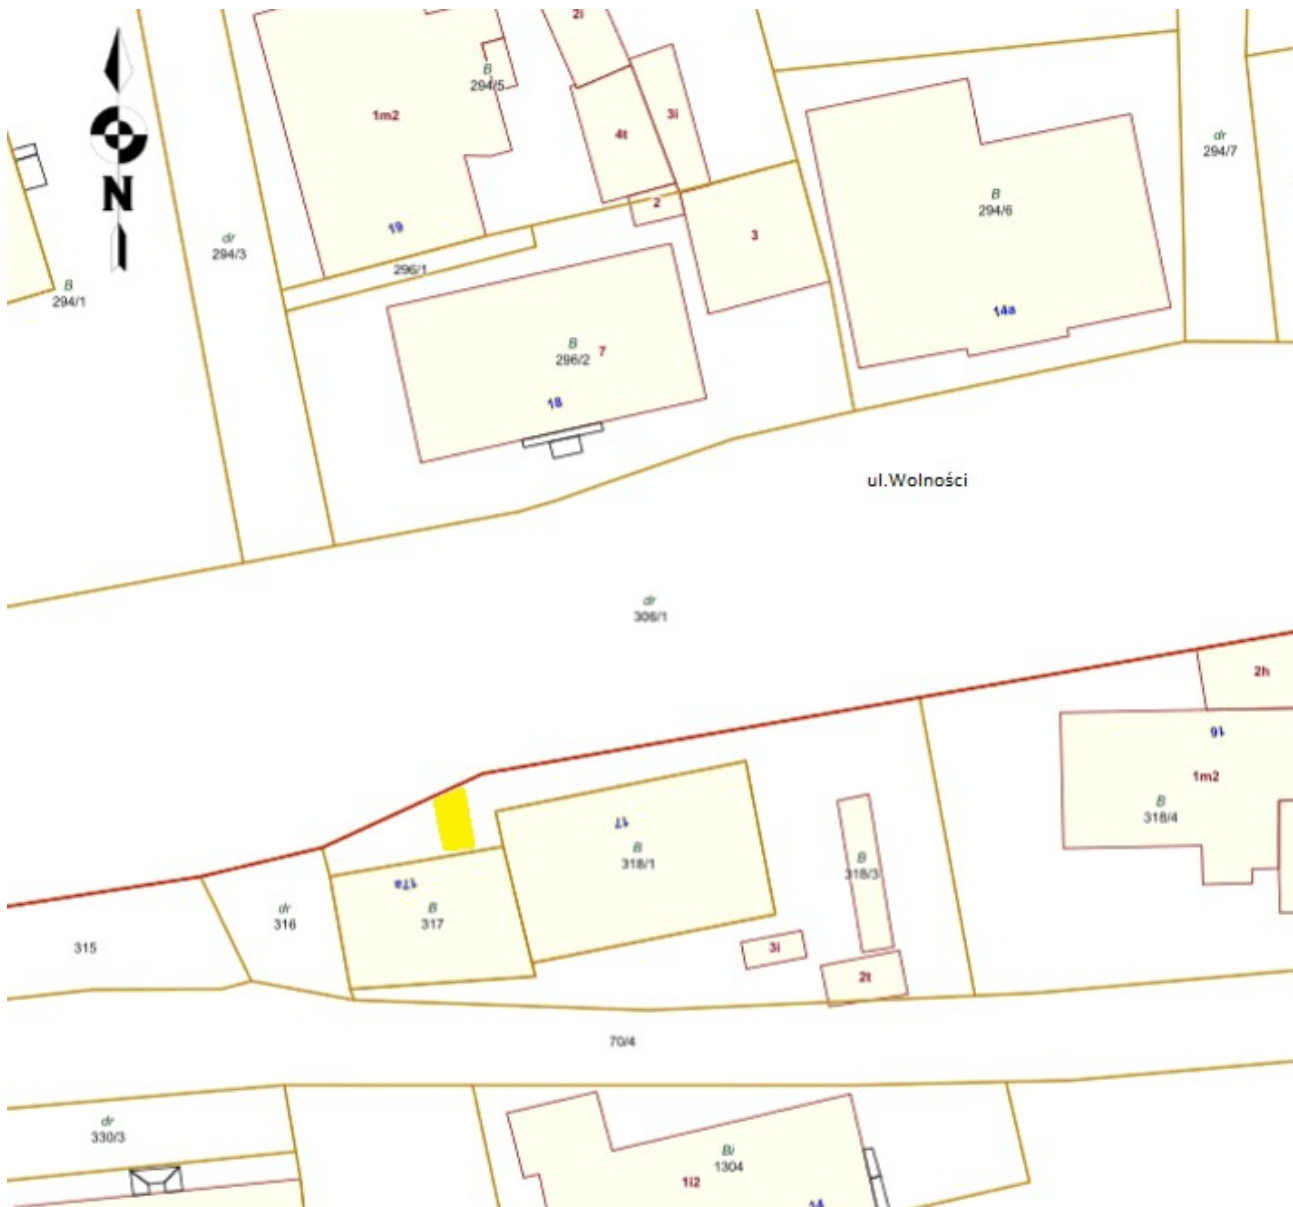 2i
B
294/5
1m2
3i
4t
dr
294/7
N
2
B
294/6
19
3
dr
294/3
296/1
B
294/1
14a
B
296/2
7
18
ul.Wolności
dr
306/1
2h
16
1m2
B
318/4
17
B
318/1
B
318/3
17a
B
317
dr
316
315
3i
2t
70/4
dr
330/3
Bi
1304
1i2
14